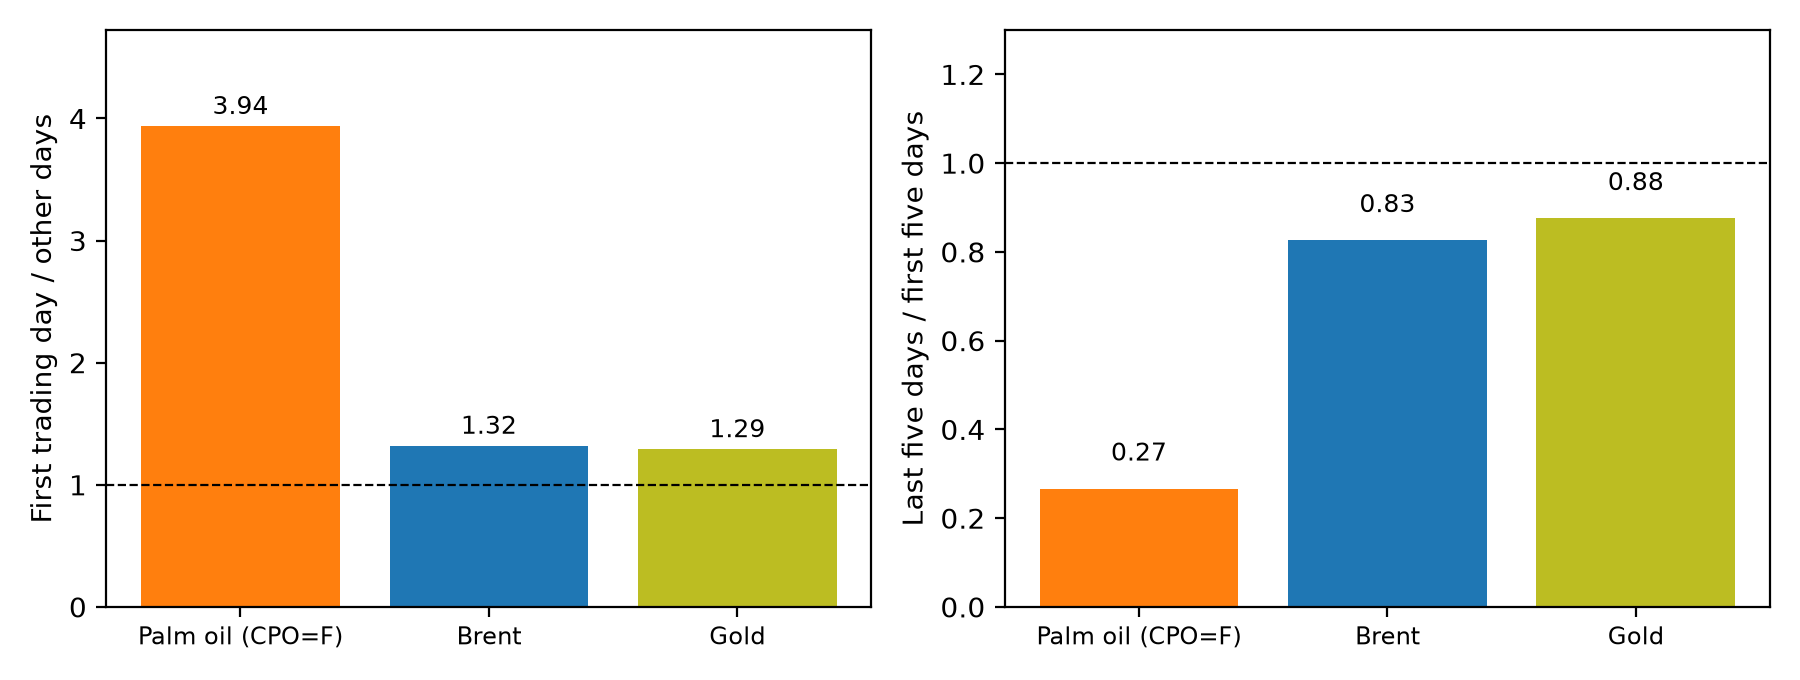 First trading day / other days
4
3
2
1
0
3.94
1.32
1.29
Palm oil (CPO=F)
Brent
Gold
Last five days / first five days
1.2
1.0
0.8
0.6
0.4
0.2
0.0
0.27
0.83
0.88
Palm oil (CPO=F)
Brent
Gold